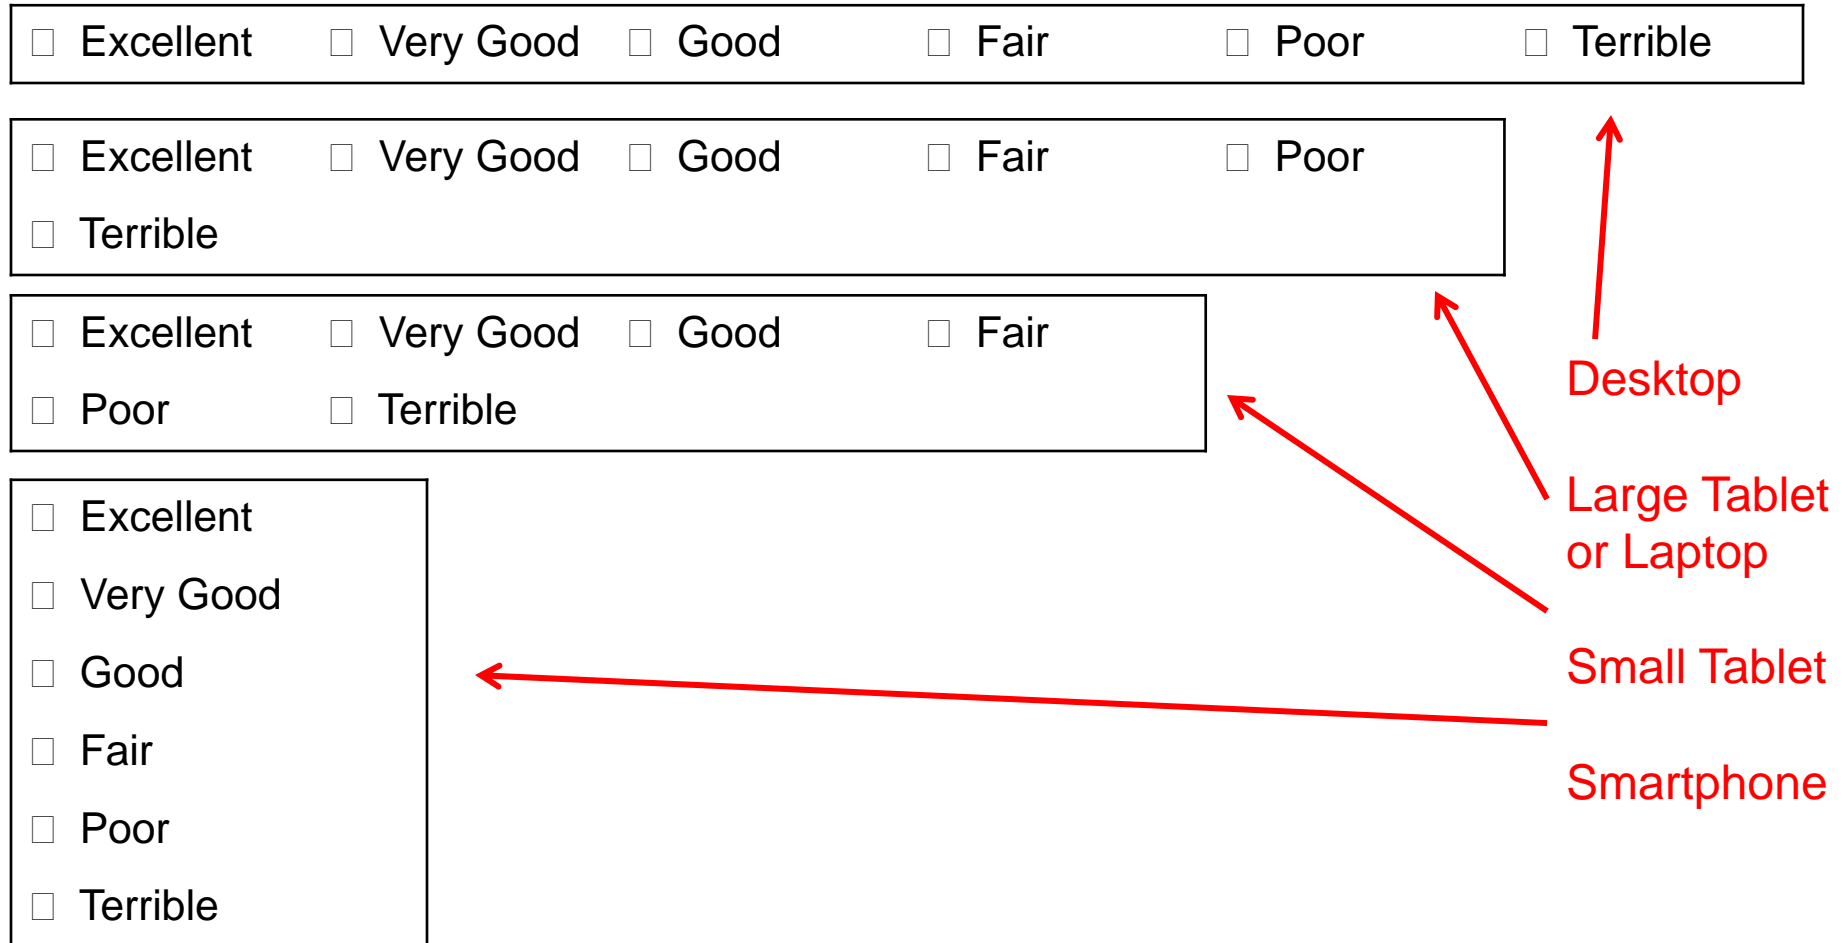 ☐ Excellent ☐ Very Good ☐ Good ☐ Fair ☐ Poor ☐ Terrible
☐ Excellent ☐ Very Good ☐ Good ☐ Fair ☐ Poor
☐ Terrible
☐ Excellent ☐ Very Good ☐ Good ☐ Fair
☐ Poor ☐ Terrible
☐ Excellent
☐ Very Good
☐ Good
☐ Fair
☐ Poor
☐ Terrible
Desktop
Large Tablet
or Laptop
Small Tablet
Smartphone